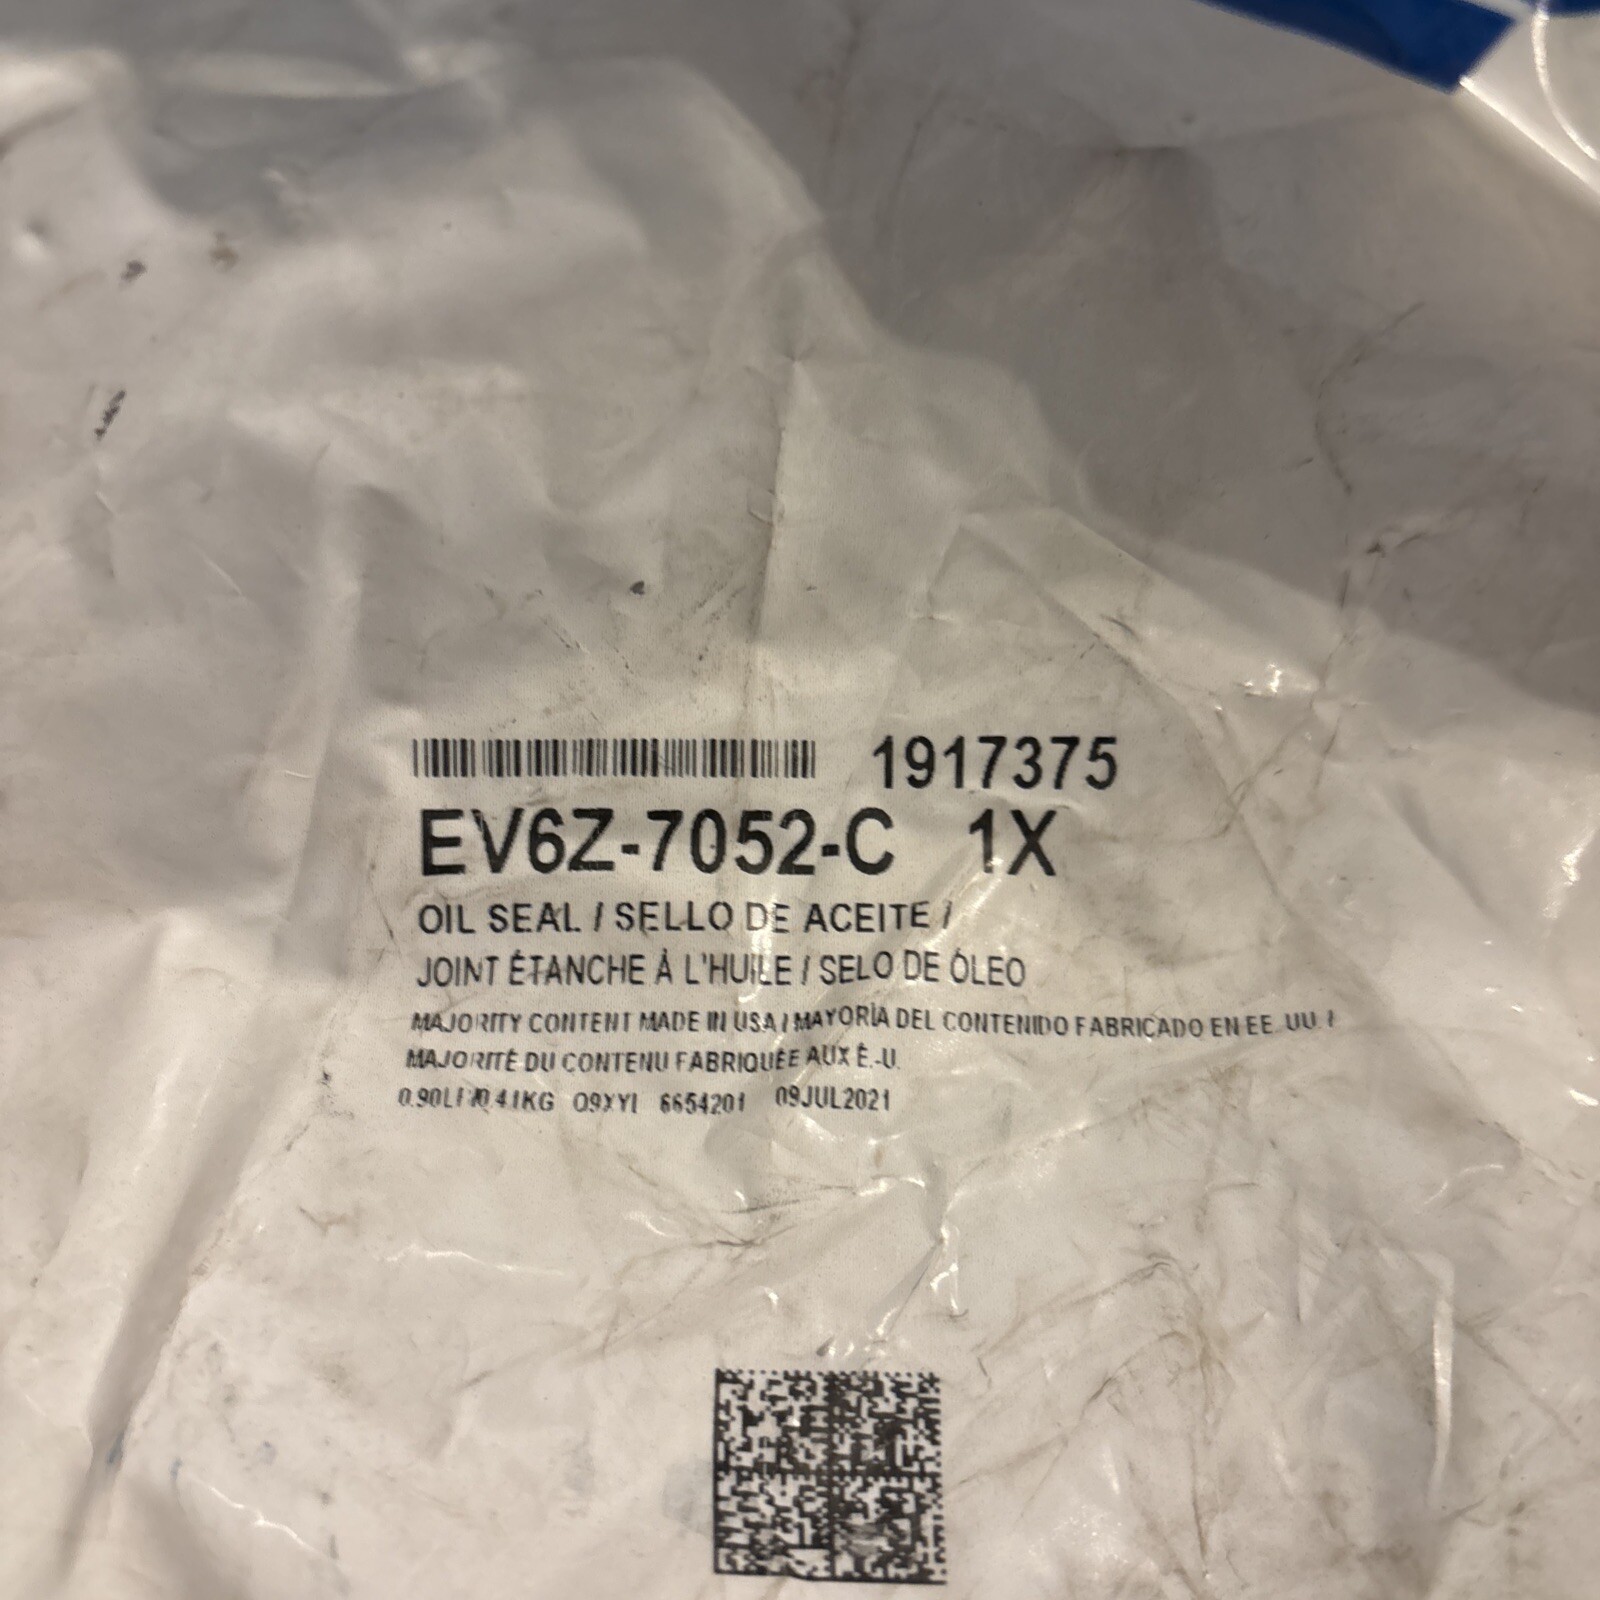 1917375
EV6Z-7052-C 1X
OIL SEAL / SELLO DE ACEITE /
JOINT ÉTANCHE À L'HUILE / SELO DE ÓLEO
MAJORITY CONTENT MADE IN USA / MAYORÍA DEL CONTENIDO FABRICADO EN EE. UU. /
MAJORITÉ DU CONTENU FABRIQUÉE AUX É.-U.
6654201 09JUL2021